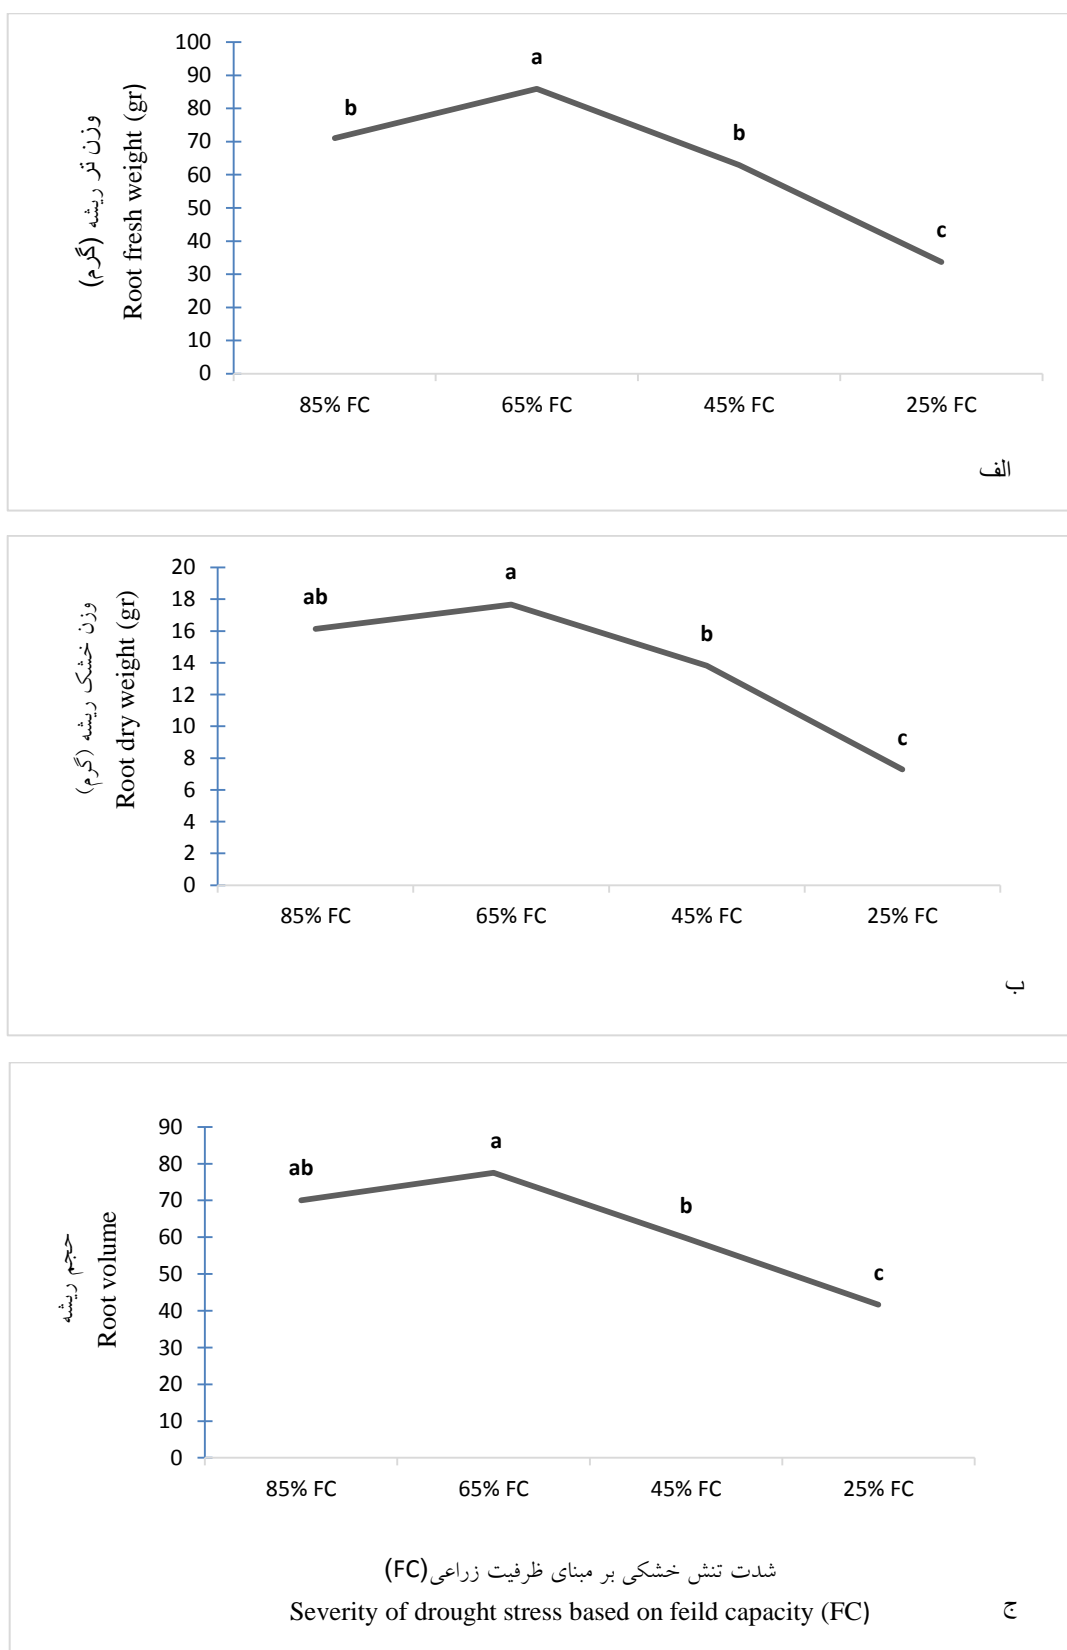 وزن تر ریشه (گرم)
Root fresh weight (gr)
100
90
80
70
60
50
40
30
20
10
0
b
a
b
c
85% FC
65% FC
45% FC
25% FC
الف
وزن خشک ریشه (گرم)
Root dry weight (gr)
20
18
16
14
12
10
8
6
4
2
0
ab
a
b
c
85% FC
65% FC
45% FC
25% FC
ب
حجم ریشه
Root volume
90
80
70
60
50
40
30
20
10
0
ab
a
b
c
85% FC
65% FC
45% FC
25% FC
شدت تنش خشکی بر مبنای ظرفیت زراعی(FC)
Severity of drought stress based on feild capacity (FC)
ج